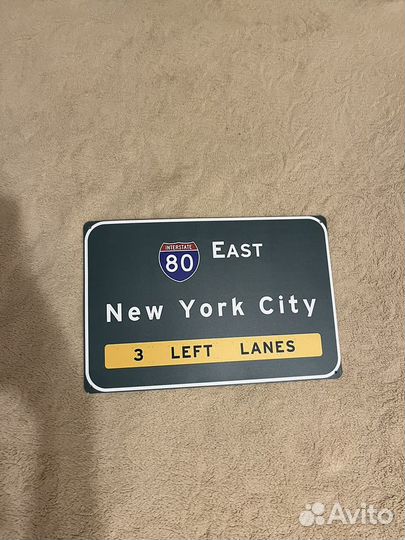 INTERSTATE
80 EAST
New York City
3 LEFT LANES
Avito